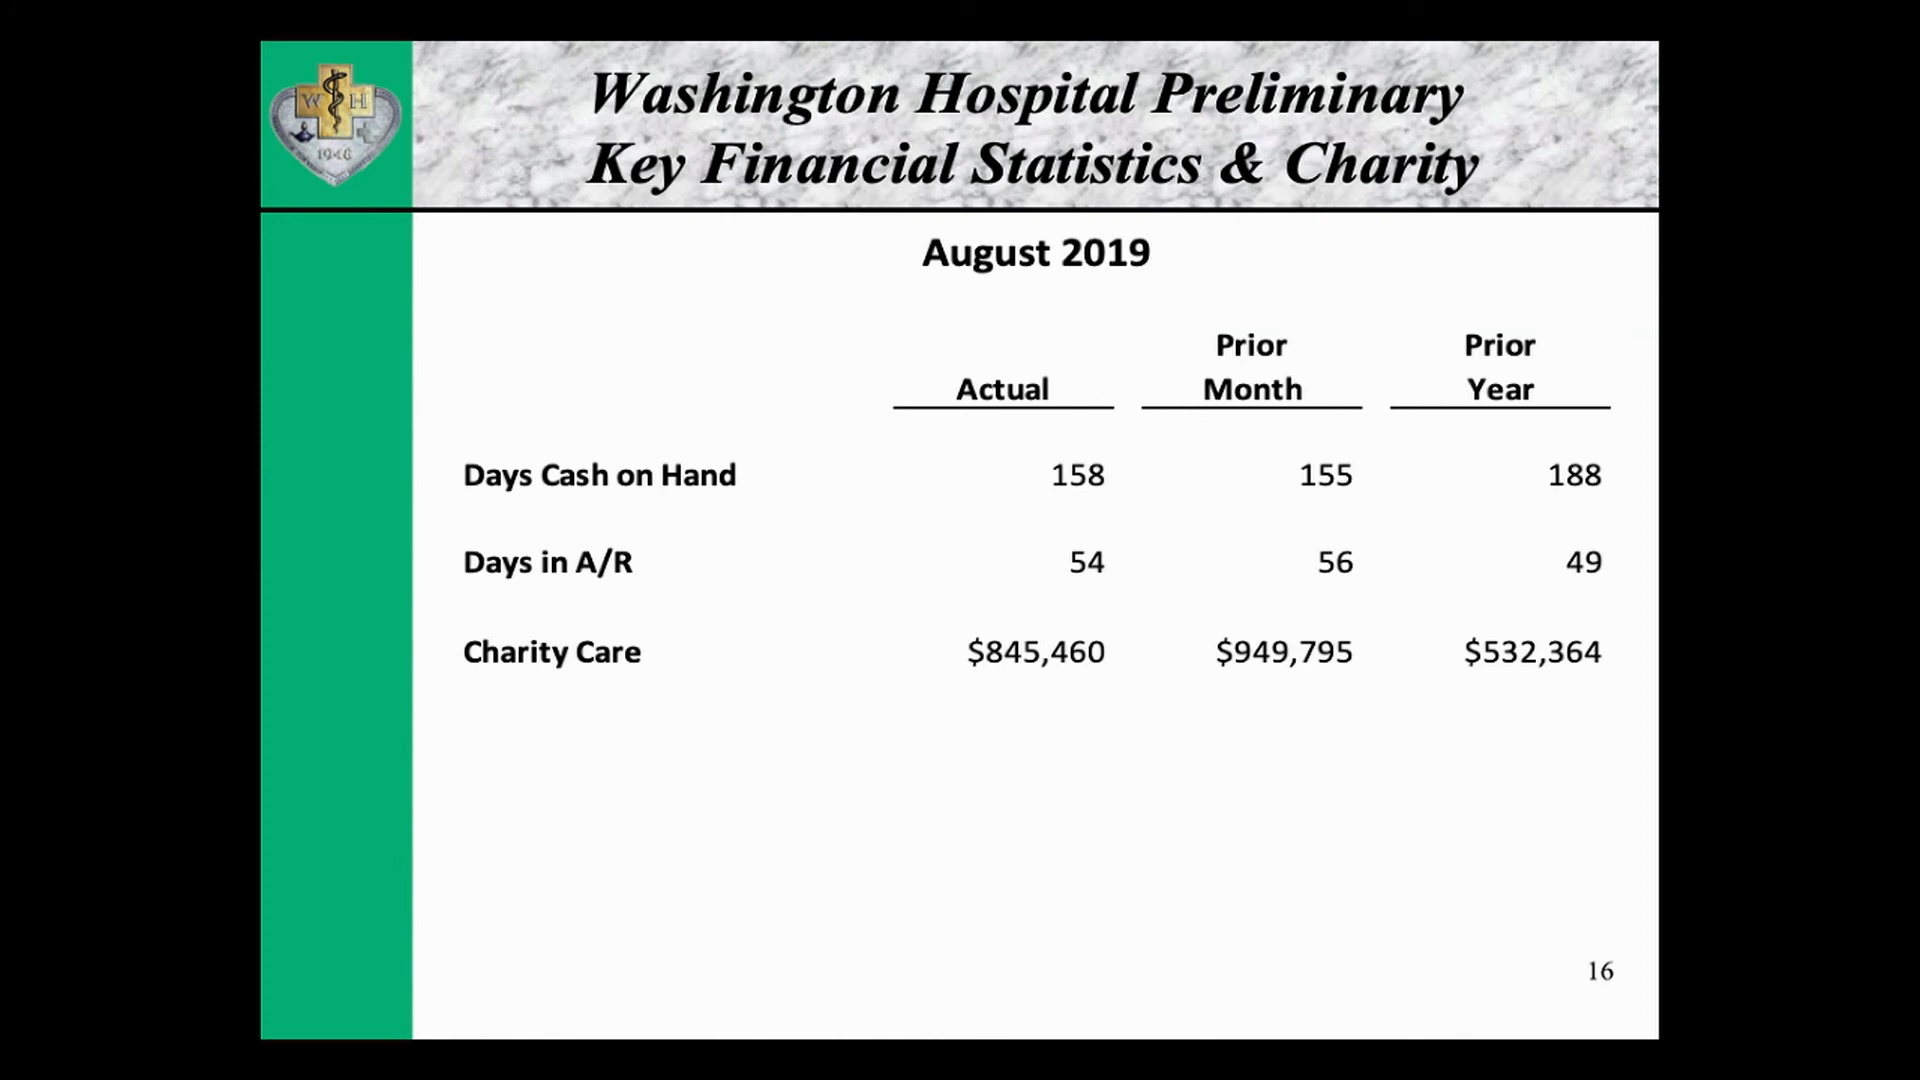 W H
1948
Washington Hospital Preliminary
Key Financial Statistics & Charity
August 2019
Actual Prior Month Prior Year
Days Cash on Hand 158 155 188
Days in A/R 54 56 49
Charity Care $845,460 $949,795 $532,364
16